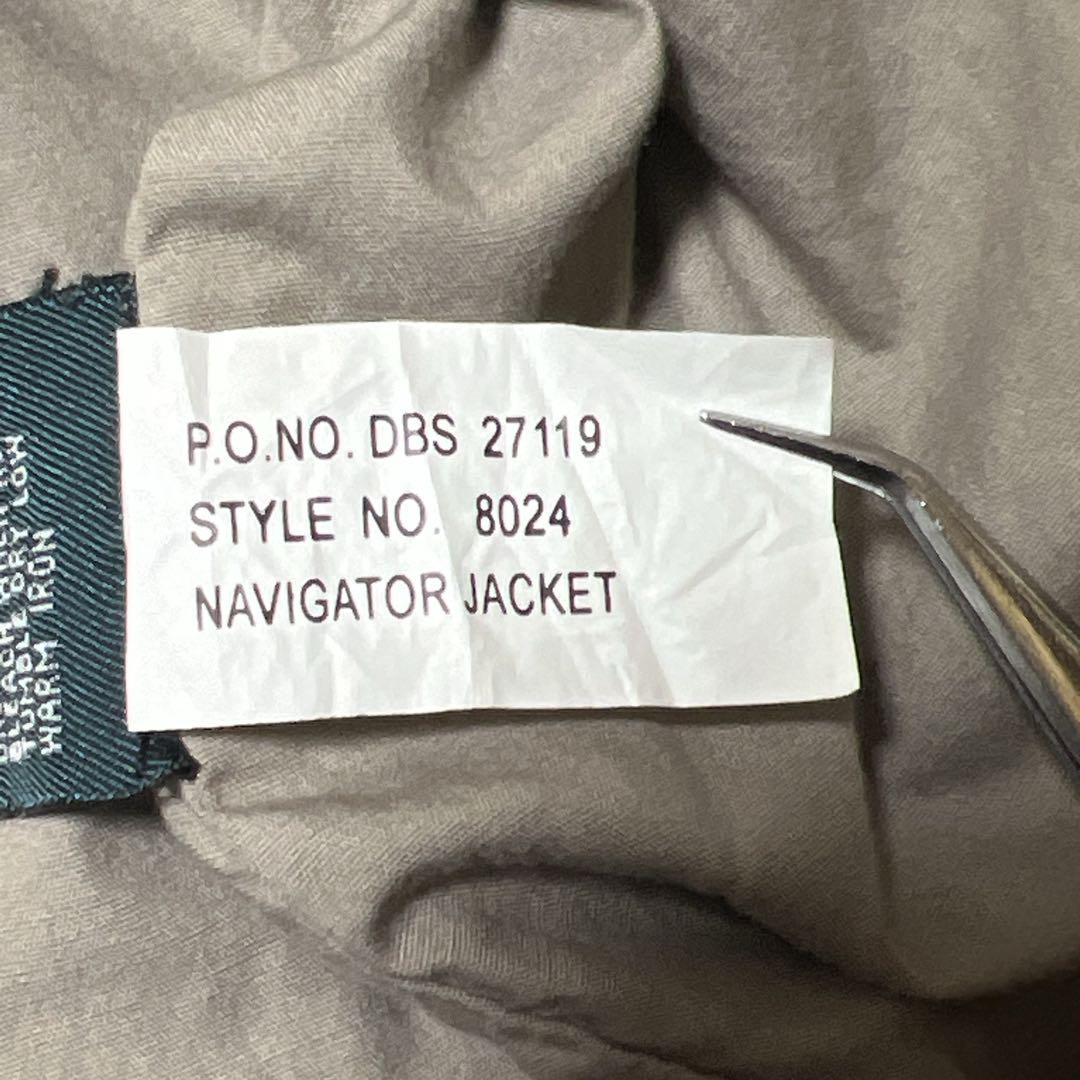 P.O.NO. DBS 27119
STYLE NO. 8024
NAVIGATOR JACKET
TUMBLE DRY LOW
WARM IRON